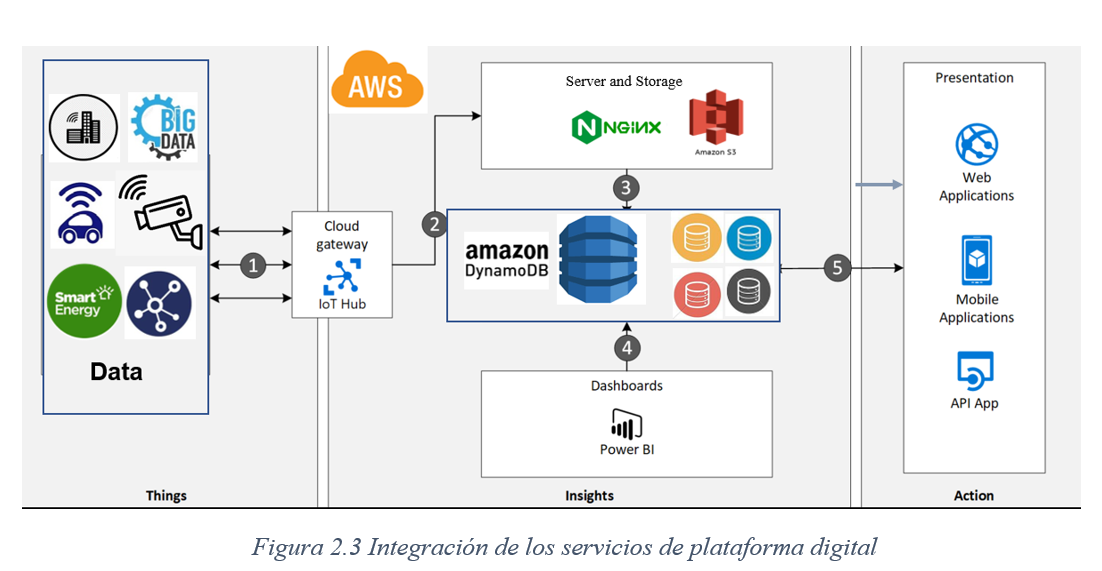 AWS
BIG
DATA
Smart
Energy
Data
1
Cloud
gateway
IoT Hub
2
Server and Storage
NGiNX
Amazon S3
3
amazon
DynamoDB
4
Dashboards
Power BI
5
Presentation
Web
Applications
Mobile
Applications
API App
Things
Insights
Action
Figura 2.3 Integración de los servicios de plataforma digital